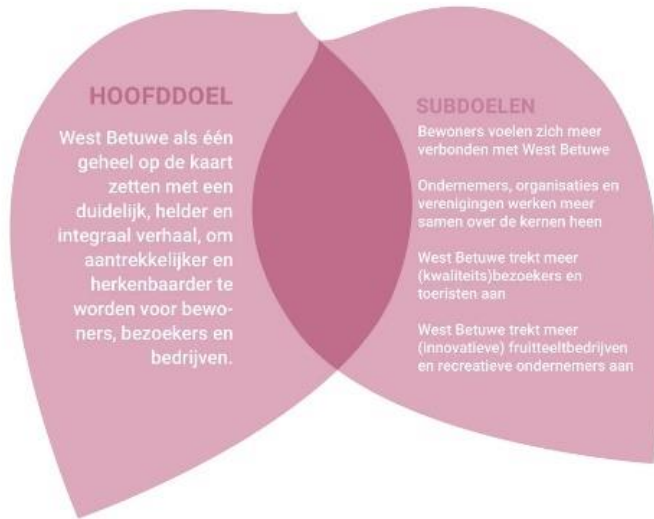 HOOFDDOEL
West Betuwe als één
geheel op de kaart
zetten met een
duidelijk, helder en
integraal verhaal, om
aantrekkelijker en
herkenbaarder te
worden voor bewo-
ners, bezoekers en
bedrijven.
SUBDOELEN
Bewoners voelen zich meer
verbonden met West Betuwe
Ondernemers, organisaties en
verenigingen werken meer
samen over de kernen heen
West Betuwe trekt meer
(kwaliteits)bezoekers en
toeristen aan
West Betuwe trekt meer
(innovatieve) fruitteeltbedrijven
en recreatieve ondernemers aan